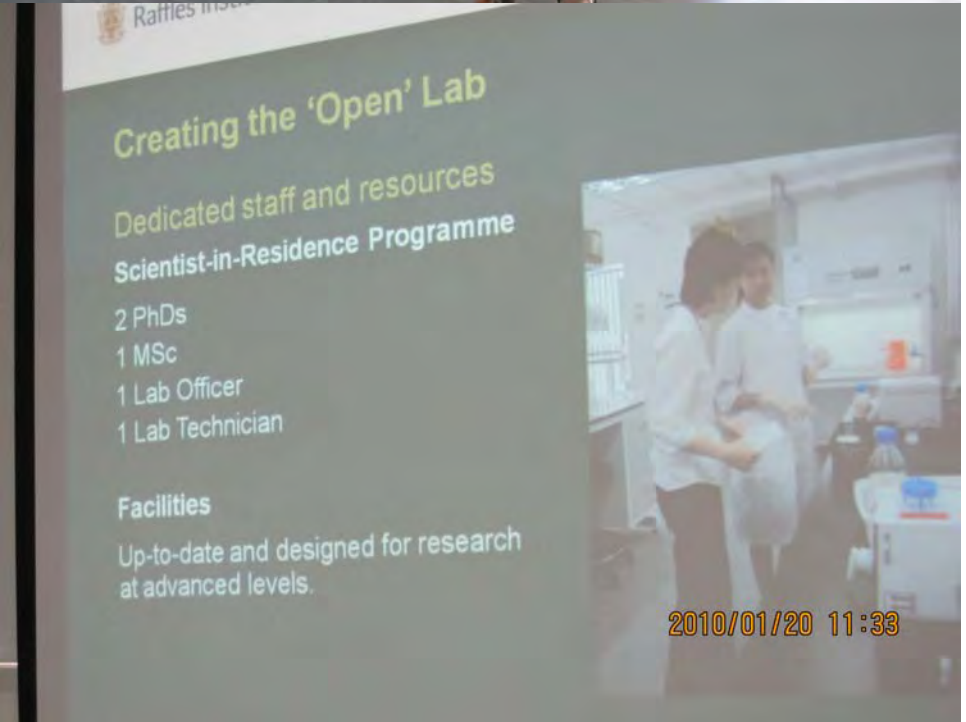 Raffles
Creating the 'Open' Lab
Dedicated staff and resources
Scientist-in-Residence Programme
2 PhDs
1 MSc
1 Lab Officer
1 Lab Technician
Facilities
Up-to-date and designed for research
at advanced levels.
2010/01/20 11:33